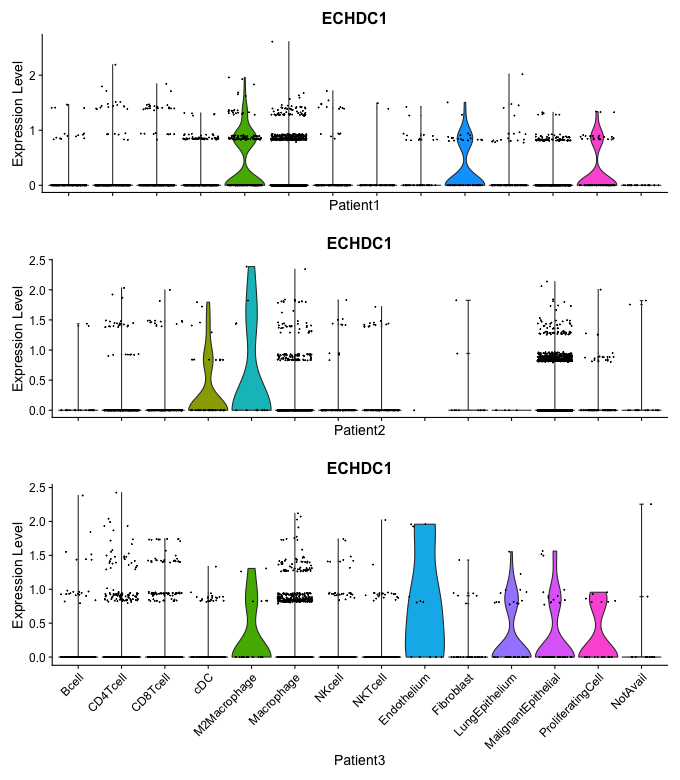 ECHDC1
Expression Level
2
1
0
Patient1
ECHDC1
Expression Level
2.5
2.0
1.5
1.0
0.5
0.0
Patient2
ECHDC1
Expression Level
2.5
2.0
1.5
1.0
0.5
0.0
Bcell
CD4Tcell
CD8Tcell
cDC
M2Macrophage
Macrophage
NKcell
NKTcell
Endothelium
Fibroblast
LungEpithelium
MalignantEpithelial
ProliferatingCell
NotAvail
Patient3